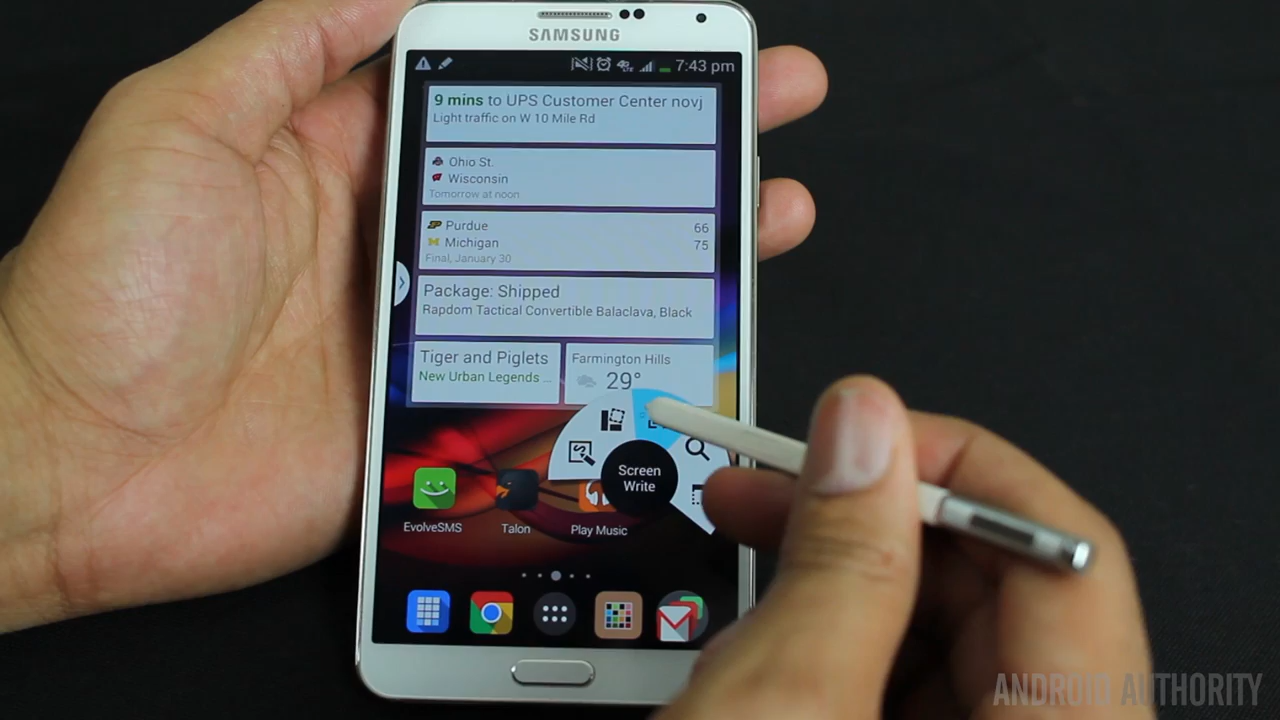 SAMSUNG
7:43 pm
9 mins to UPS Customer Center novj
Light traffic on W 10 Mile Rd
Ohio St.
Wisconsin
Tomorrow at noon
Purdue 66
Michigan 75
Final, January 30
Package: Shipped
Rapdom Tactical Convertible Balaclava, Black
Tiger and Piglets
New Urban Legends ...
Farmington Hills
29°
Screen
Write
EvolveSMS
Talon
Play Music
ANDROID AUTHORITY